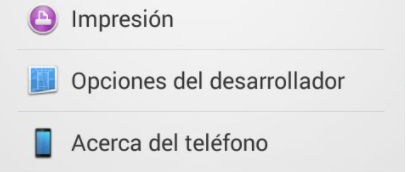 Impresión
Opciones del desarrollador
Acerca del teléfono